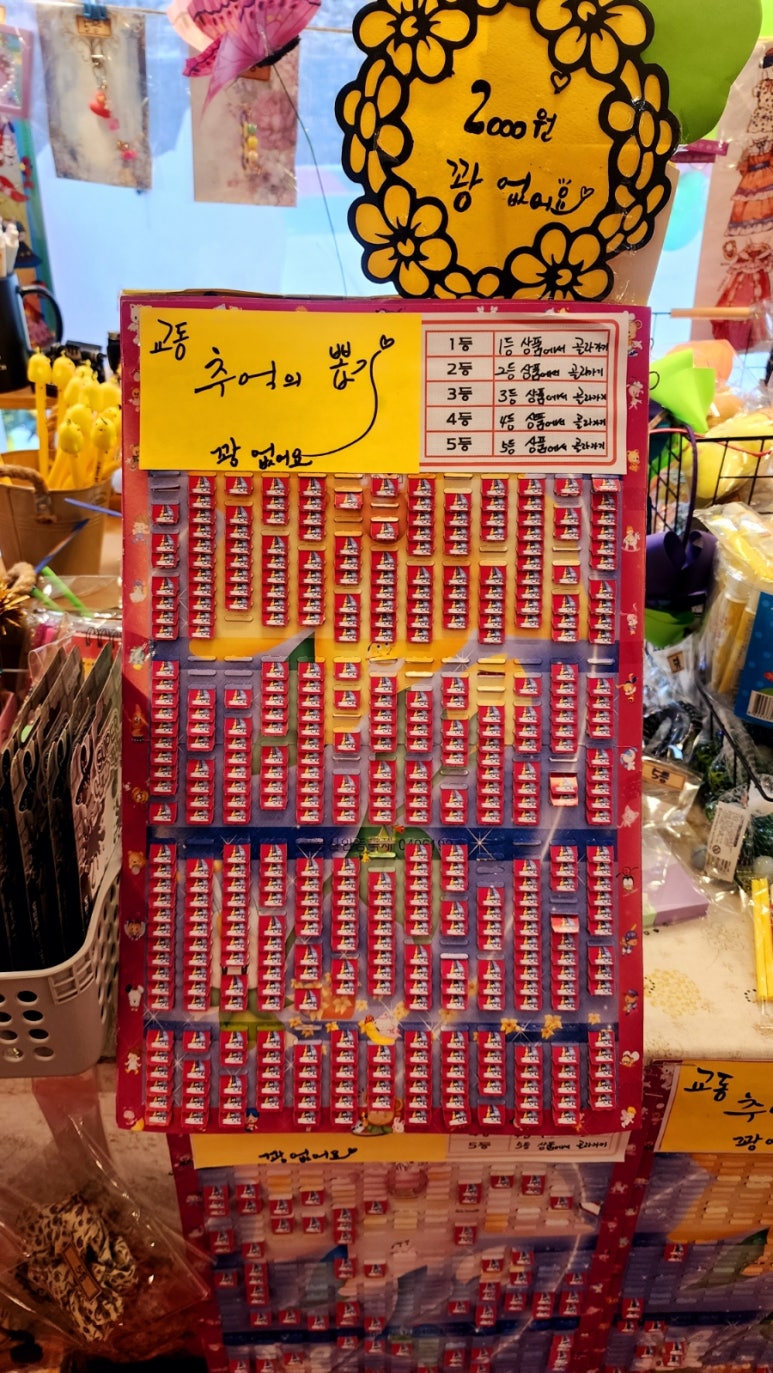 2000원
꽝 없어요
교동
추억의 뽑기
꽝 없어요
1등 1등 상품에서 골라가기
2등 2등 상품에서 골라가기
3등 3등 상품에서 골라가기
4등 4등 상품에서 골라가기
5등 5등 상품에서 골라가기
5등
교동
꽝 없어요
5등 5등 상품에서 골라가기